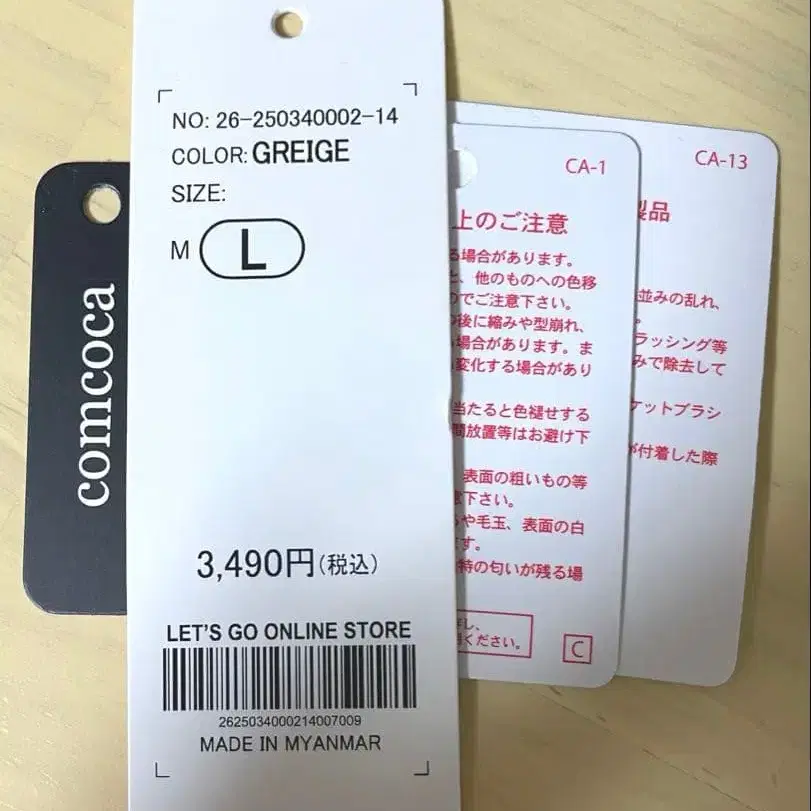 comcoca
NO: 26-250340002-14
COLOR: GREIGE
SIZE:
M L
3,490円(税込)
LET'S GO ONLINE STORE
2625034000214007009
MADE IN MYANMAR
CA-1
上のご注意
る場合があります。
と、他のものへの色移
のでご注意下さい。
後に縮みや型崩れ、
場合があります。ま
変化する場合があり
当たると色褪せする
間放置等はお避け下
表面の粗いもの等
意下さい。
や毛玉、表面の白
す。
特の匂いが残る場
し、
ください。
C
CA-13
製品
並みの乱れ、
。
ラッシング等
みで除去して
ケットブラシ
が付着した際